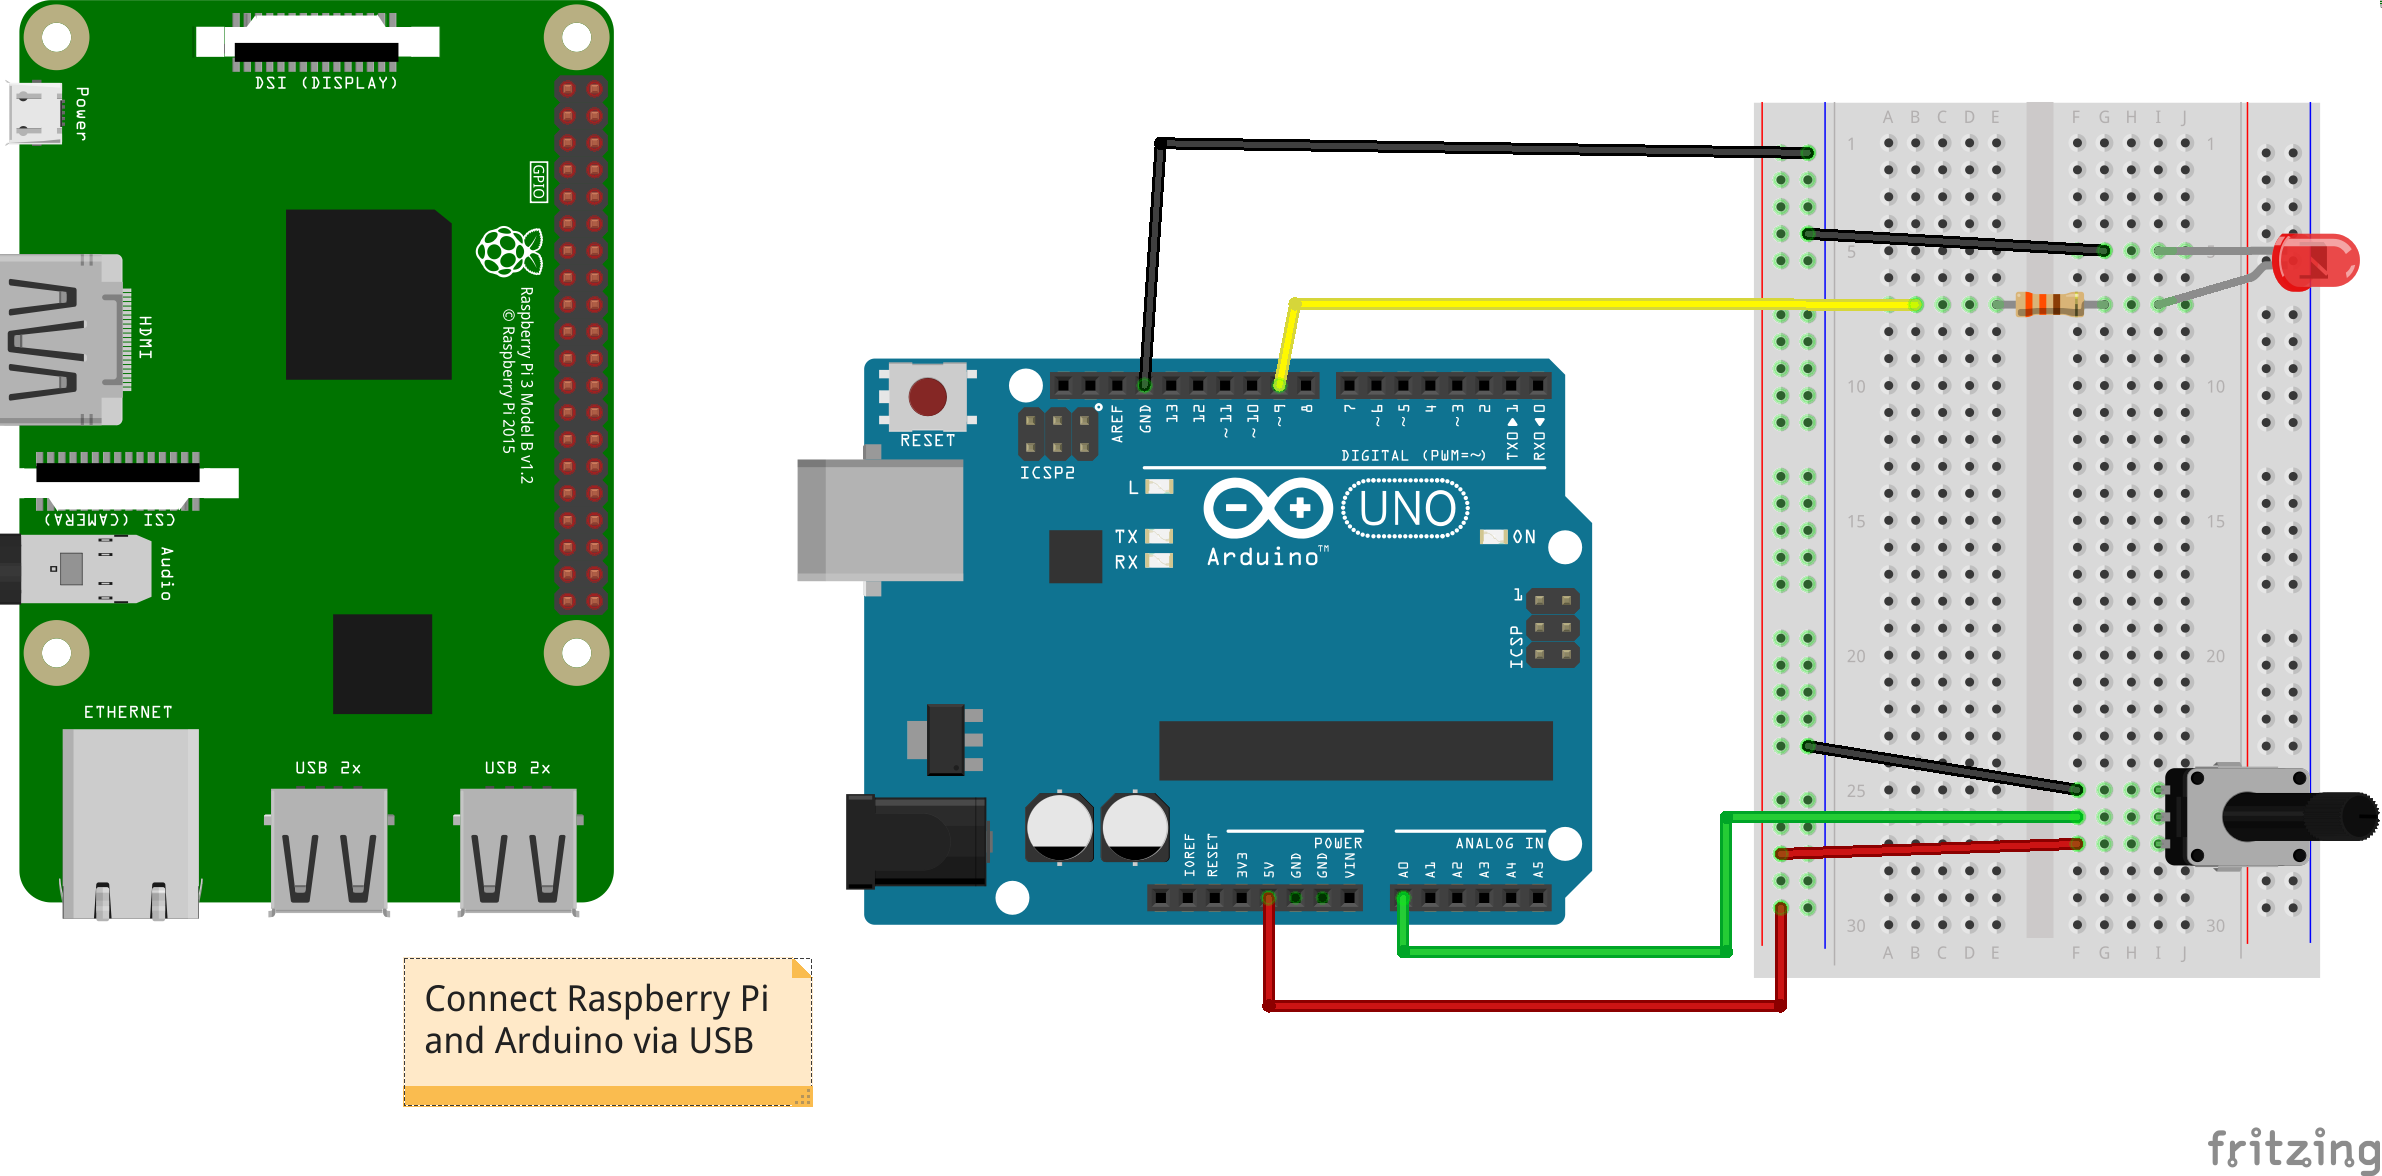 DSI (DISPLAY)
Power
GPIO
HDMI
Raspberry Pi 3 Model B v1.2
© Raspberry Pi 2015
CSI (CAMERA)
Audio
ETHERNET
USB 2x
USB 2x
Connect Raspberry Pi
and Arduino via USB
RESET
ICSP2
AREF
GND
13
12
~11
~10
~9
8
7
~6
~5
4
~3
2
TX0▶1
RX0◀0
DIGITAL (PWM=~)
L
TX
RX
UNO
Arduino™
ON
1
ICSP
POWER
ANALOG IN
IOREF
RESET
3V3
5V
GND
GND
VIN
A0
A1
A2
A3
A4
A5
A B C D E F G H I J
1 1
5 5
10 10
15 15
20 20
25
30 30
A B C D E F G H I J
fritzing